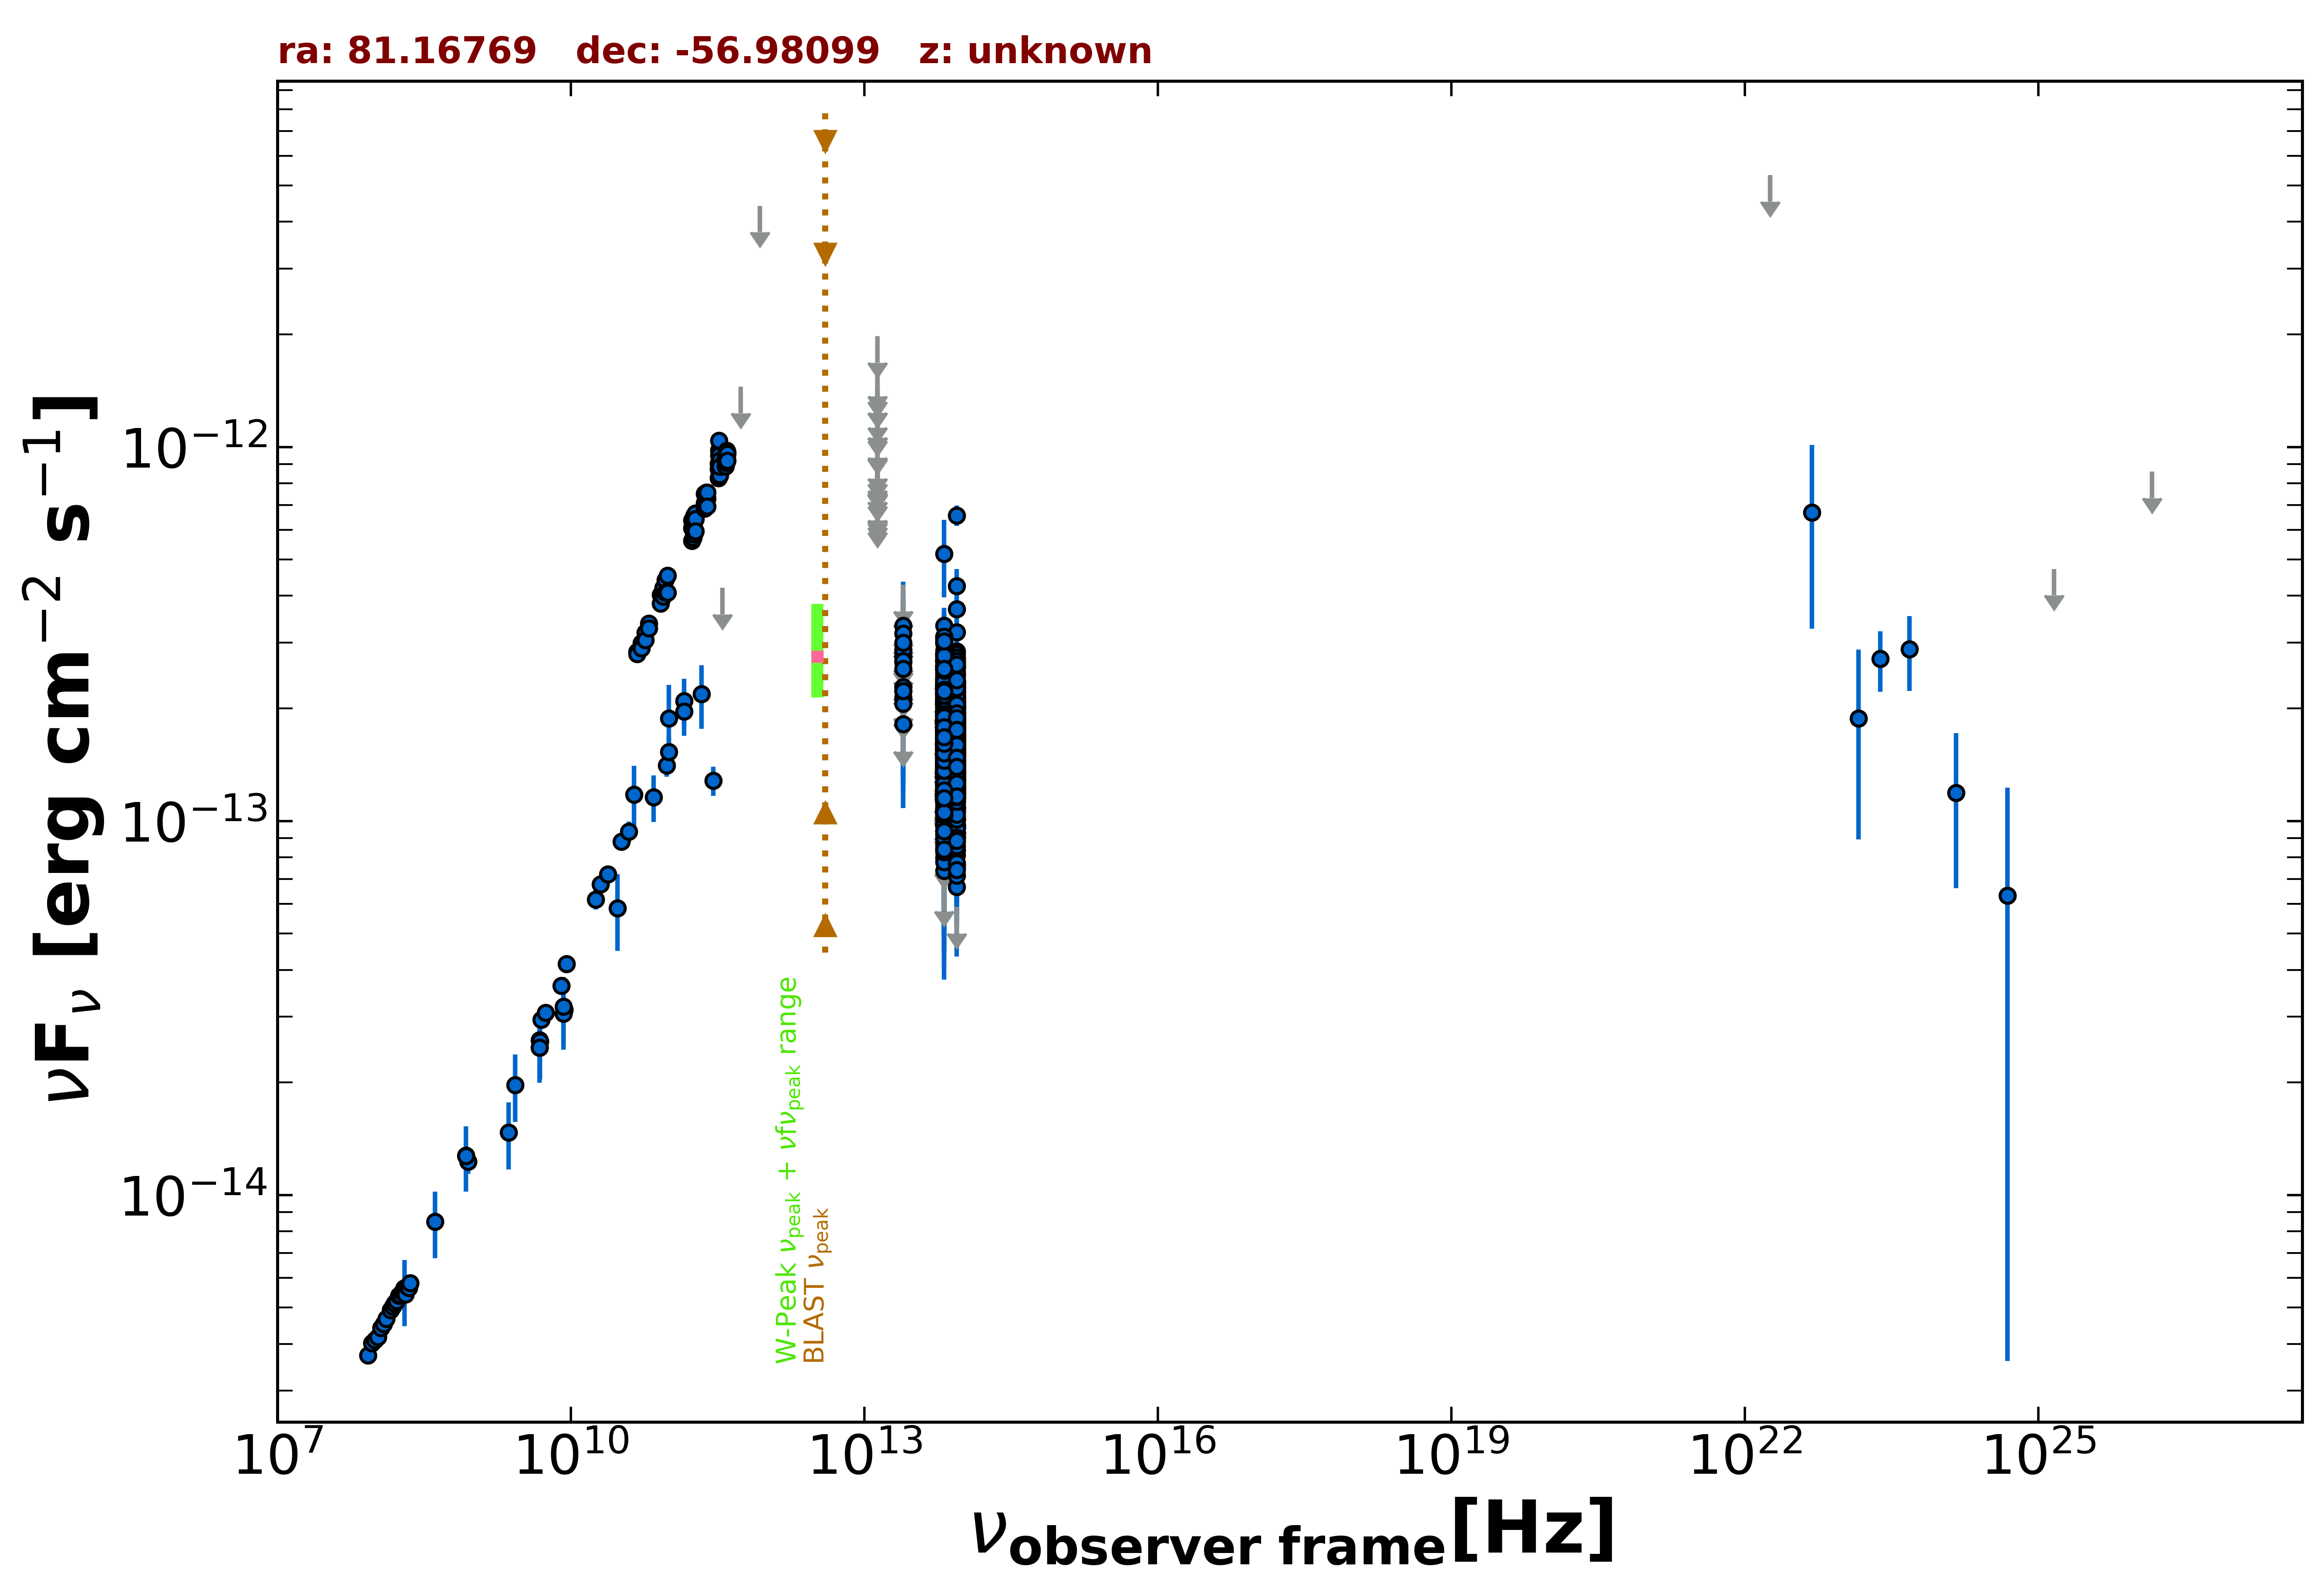 ra: 81.16769   dec: -56.98099   z: unknown
νFν [erg cm⁻² s⁻¹]
10⁻¹²
10⁻¹³
10⁻¹⁴
W-Peak νpeak + νfνpeak range
BLAST νpeak
10⁷ 10¹⁰ 10¹³ 10¹⁶ 10¹⁹ 10²² 10²⁵
νobserver frame[Hz]